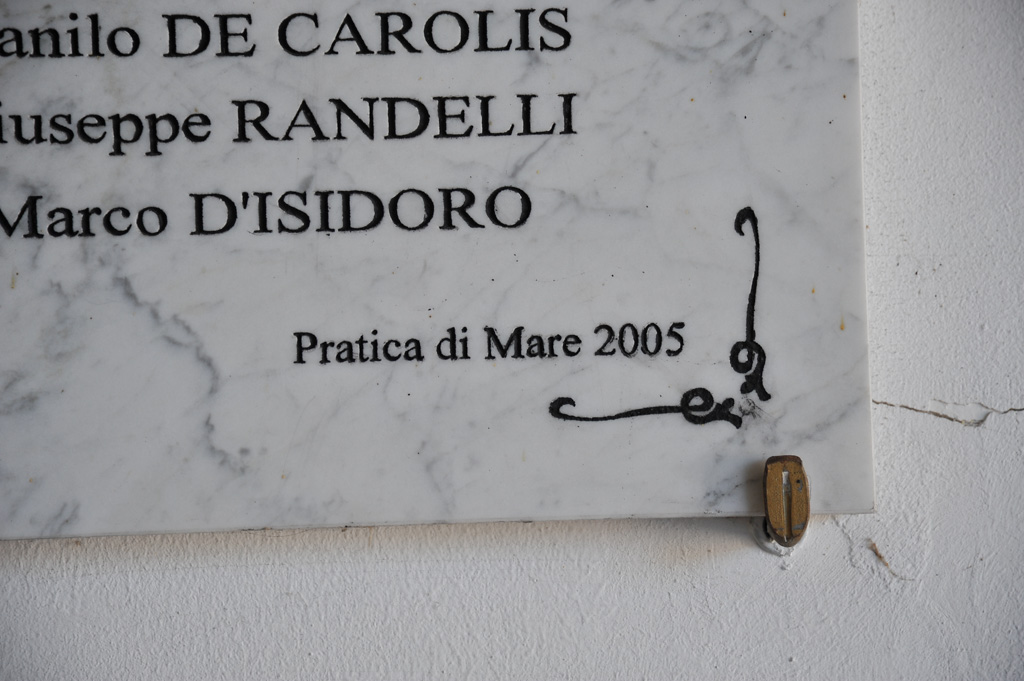 anilo DE CAROLIS
iuseppe RANDELLI
Marco D'ISIDORO
Pratica di Mare 2005